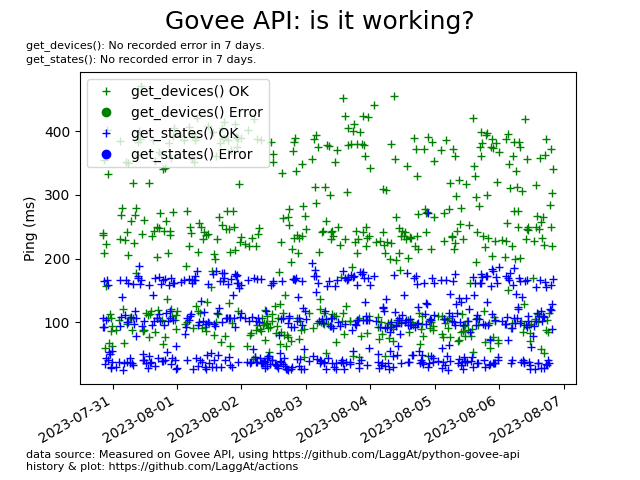 Govee API: is it working?
get_devices(): No recorded error in 7 days.
get_states(): No recorded error in 7 days.
get_devices() OK
get_devices() Error
get_states() OK
get_states() Error
Ping (ms)
400
300
200
100
2023-07-31
2023-08-01
2023-08-02
2023-08-03
2023-08-04
2023-08-05
2023-08-06
2023-08-07
data source: Measured on Govee API, using https://github.com/LaggAt/python-govee-api
history & plot: https://github.com/LaggAt/actions